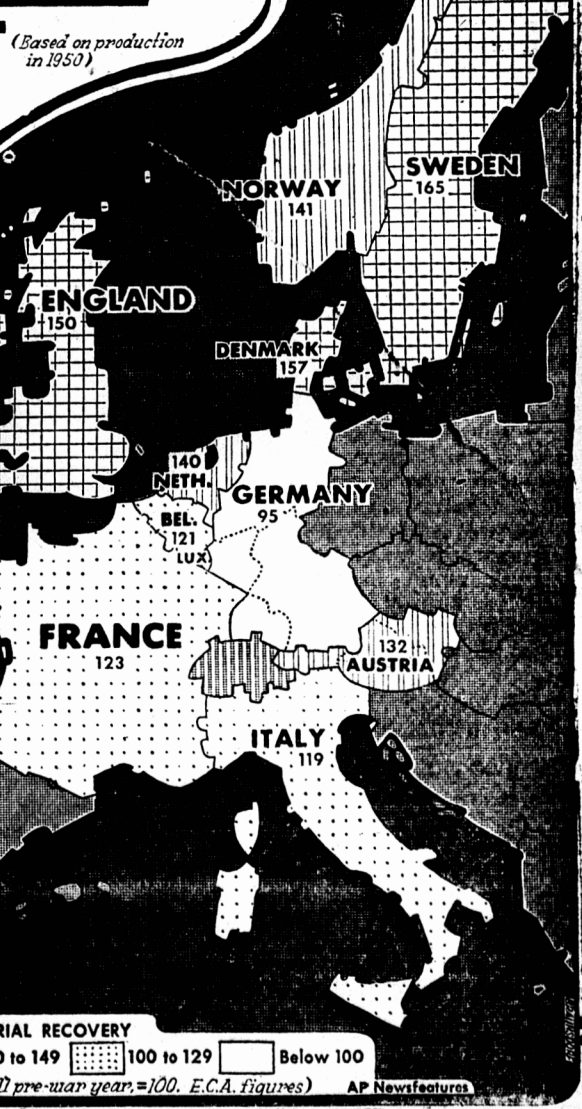 (Based on production
in 1950)
NORWAY
141
SWEDEN
165
ENGLAND
150
DENMARK
157
140
NETH.
GERMANY
95
BEL.
121
LUX
FRANCE
123
132
AUSTRIA
ITALY
119
RIAL RECOVERY
0 to 149 100 to 129 Below 100
pre-war year,=100. E.C.A. figures) AP Newsfeatures